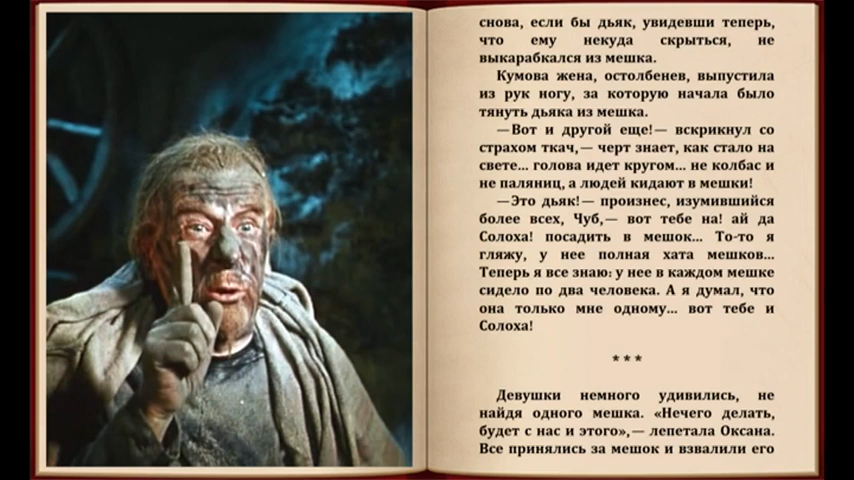 снова, если бы дьяк, увидевши теперь,
что ему некуда скрыться, не
выкарабкался из мешка.
Кумова жена, остолбенев, выпустила
из рук ногу, за которую начала было
тянуть дьяка из мешка.
—Вот и другой еще!— вскрикнул со
страхом ткач,— черт знает, как стало на
свете... голова идет кругом... не колбас и
не паляниц, а людей кидают в мешки!
—Это дьяк!— произнес, изумившийся
более всех, Чуб,— вот тебе на! ай да
Солоха! посадить в мешок... То-то я
гляжу, у нее полная хата мешков...
Теперь я все знаю: у нее в каждом мешке
сидело по два человека. А я думал, что
она только мне одному... вот тебе и
Солоха!
***
Девушки немного удивились, не
найдя одного мешка. «Нечего делать,
будет с нас и этого»,— лепетала Оксана.
Все принялись за мешок и взвалили его